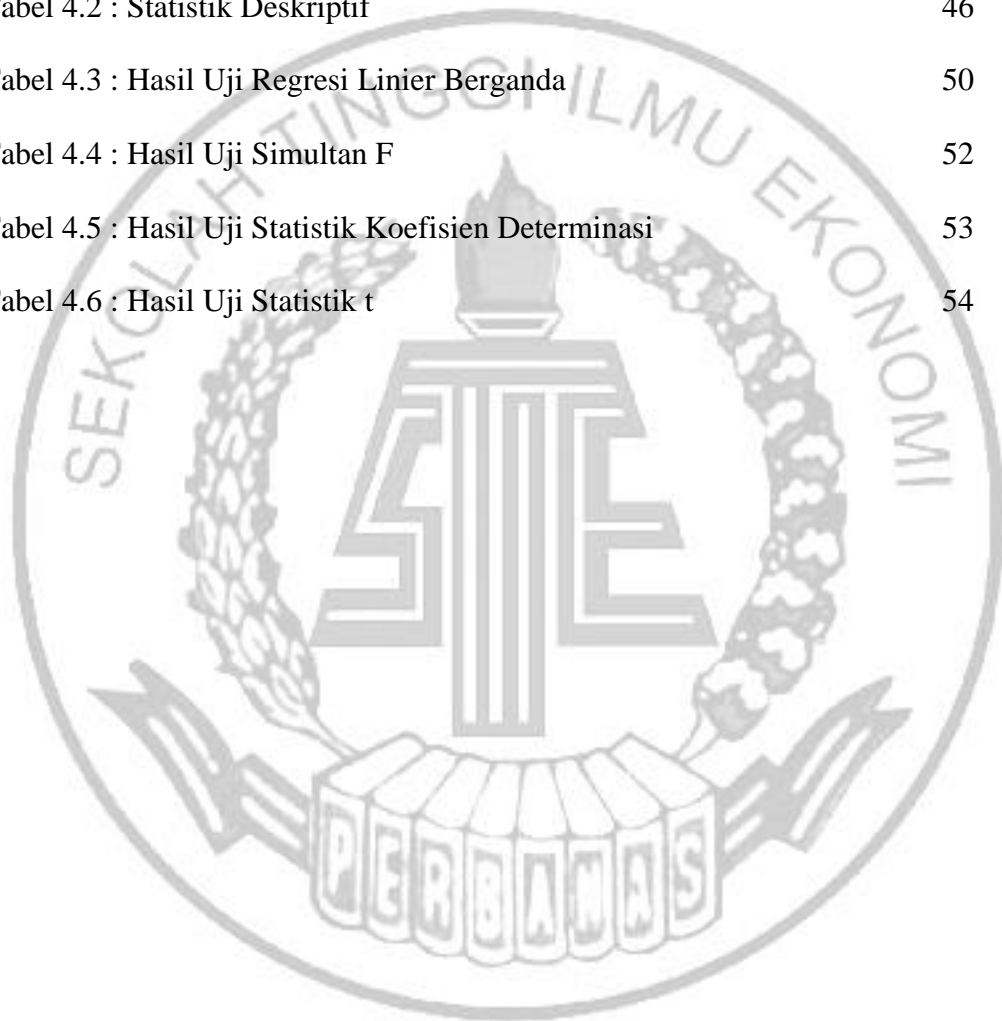 abel 4.2 : Statistik Deskriptif 46
abel 4.3 : Hasil Uji Regresi Linier Berganda 50
abel 4.4 : Hasil Uji Simultan F 52
abel 4.5 : Hasil Uji Statistik Koefisien Determinasi 53
abel 4.6 : Hasil Uji Statistik t 54
SEKOLAH TINGGI ILMU EKONOMI
STIE
PERBANAS